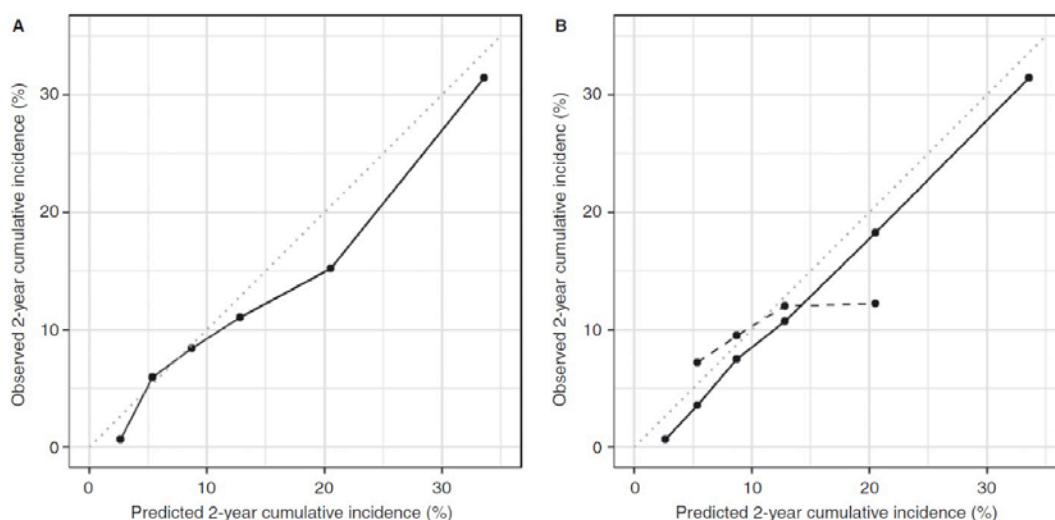 A
Observed 2-year cumulative incidence (%)
30
20
10
0
0 10 20 30
Predicted 2-year cumulative incidence (%)
B
Observed 2-year cumulative incidenc (%)
30
20
10
0
0 10 20 30
Predicted 2-year cumulative incidence (%)